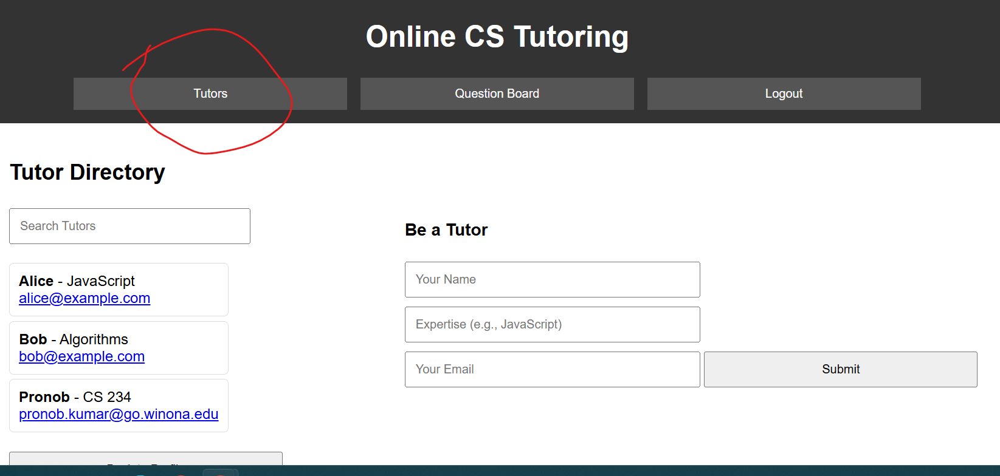 Online CS Tutoring
Tutors
Question Board
Logout
Tutor Directory
Search Tutors
Alice - JavaScript
alice@example.com
Bob - Algorithms
bob@example.com
Pronob - CS 234
pronob.kumar@go.winona.edu
Be a Tutor
Your Name
Expertise (e.g., JavaScript)
Your Email
Submit